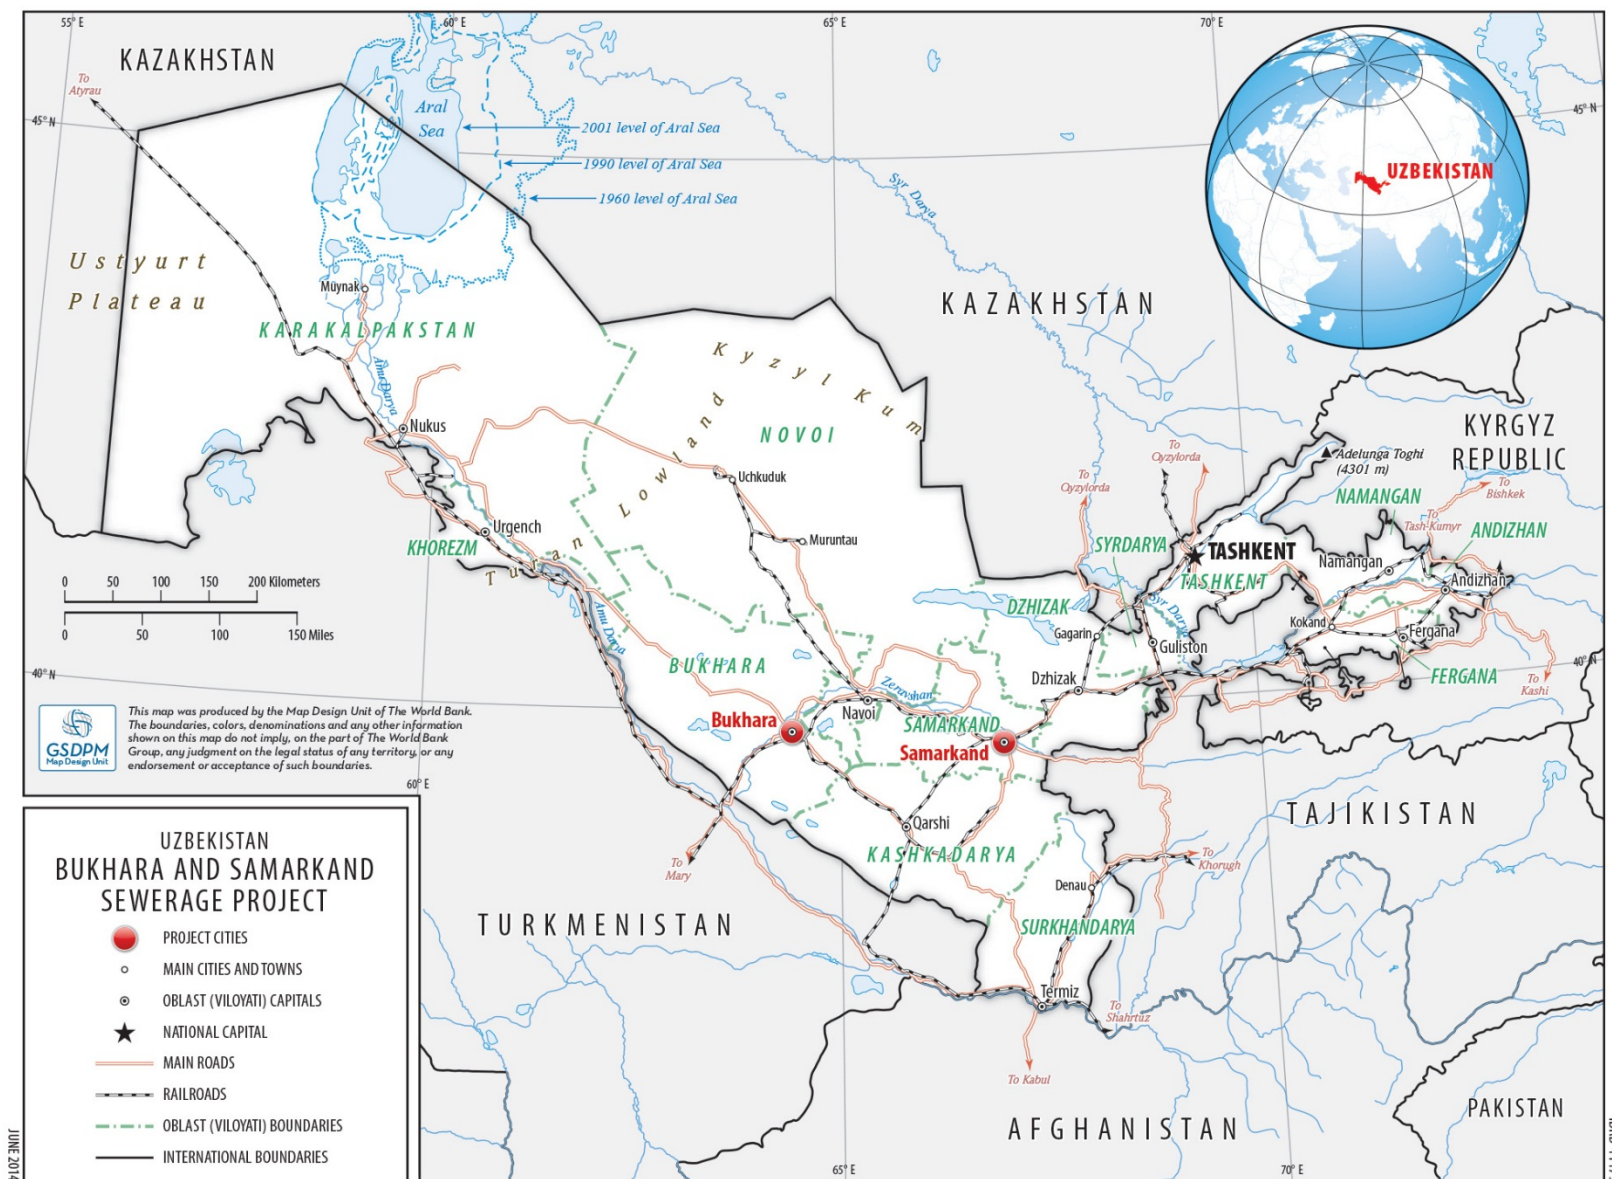 55° E
60° E
65° E
70° E
KAZAKHSTAN
To
Atyrau
45° N
45° N
Aral
Sea
2001 level of Aral Sea
1990 level of Aral Sea
1960 level of Aral Sea
Syr Darya
UZBEKISTAN
Ustyurt
Plateau
Muynak
KARAKALPAKSTAN
KAZAKHSTAN
Kyzyl Kum
Amu Darya
Nukus
NOVOI
Turan Lowland
Uchkuduk
KYRGYZ
REPUBLIC
Adelunga Toghi
(4301 m)
To
Qyzylorda
To
Qyzylorda
To
Bishkek
NAMANGAN
To
Tash-Kumyr
ANDIZHAN
Urgench
KHOREZM
Muruntau
SYRDARYA
TASHKENT
TASHKENT
Namangan
Andizhan
0 50 100 150 200 Kilometers
0 50 100 150 Miles
Amu Darya
DZHIZAK
Syr Darya
Gagarin
Guliston
Kokand
Fergana
FERGANA
To
Kashi
40° N
40° N
BUKHARA
Zeravshan
Dzhizak
Navoi
Bukhara
SAMARKAND
Samarkand
GSDPM
Map Design Unit
This map was produced by the Map Design Unit of The World Bank.
The boundaries, colors, denominations and any other information
shown on this map do not imply, on the part of The World Bank
Group, any judgment on the legal status of any territory, or any
endorsement or acceptance of such boundaries.
60° E
Qarshi
KASHKADARYA
TAJIKISTAN
To
Mary
Denau
To
Khorugh
TURKMENISTAN
SURKHANDARYA
Termiz
To
Shahrtuz
To Kabul
AFGHANISTAN
PAKISTAN
65° E
70° E
UZBEKISTAN
BUKHARA AND SAMARKAND
SEWERAGE PROJECT
PROJECT CITIES
MAIN CITIES AND TOWNS
OBLAST (VILOYATI) CAPITALS
NATIONAL CAPITAL
MAIN ROADS
RAILROADS
OBLAST (VILOYATI) BOUNDARIES
INTERNATIONAL BOUNDARIES
JUNE 2014